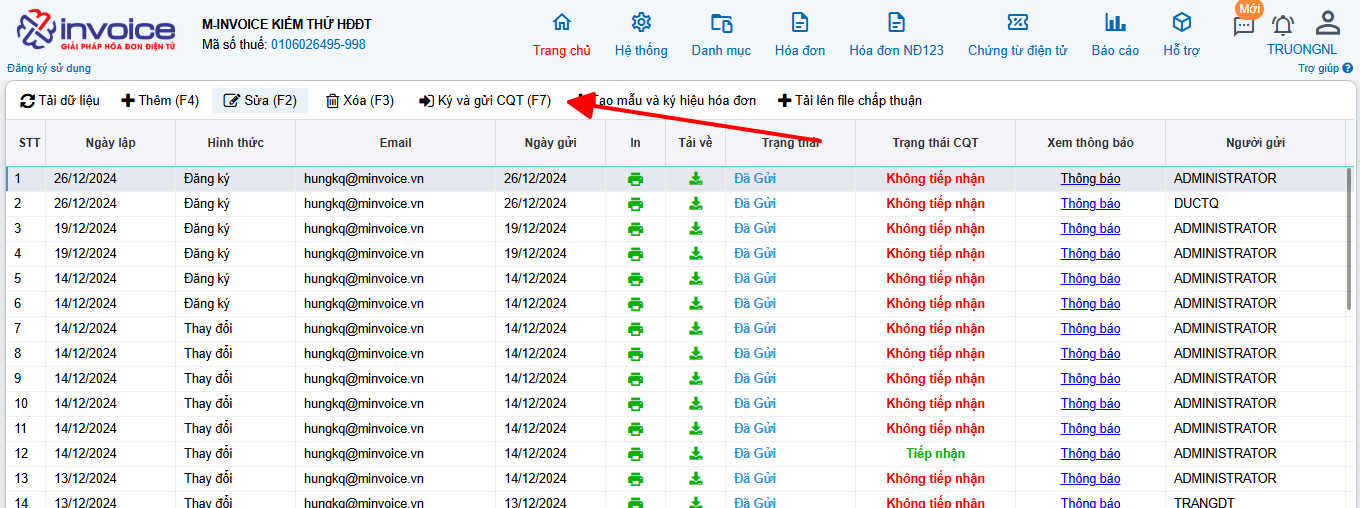 invoice
GIẢI PHÁP HÓA ĐƠN ĐIỆN TỬ
M-INVOICE KIỂM THỬ HĐĐT
Mã số thuế: 0106026495-998
Trang chủ Hệ thống Danh mục Hóa đơn Hóa đơn NĐ123 Chứng từ điện tử Báo cáo Hỗ trợ Mới TRUONGNL
Đăng ký sử dụng Trợ giúp
Tải dữ liệu Thêm (F4) Sửa (F2) Xóa (F3) Ký và gửi CQT (F7) Tạo mẫu và ký hiệu hóa đơn Tải lên file chấp thuận
STT Ngày lập Hình thức Email Ngày gửi In Tải về Trạng thái Trạng thái CQT Xem thông báo Người gửi
1 26/12/2024 Đăng ký hungkq@minvoice.vn 26/12/2024 Đã Gửi Không tiếp nhận Thông báo ADMINISTRATOR
2 26/12/2024 Đăng ký hungkq@minvoice.vn 26/12/2024 Đã Gửi Không tiếp nhận Thông báo DUCTQ
3 19/12/2024 Đăng ký hungkq@minvoice.vn 19/12/2024 Đã Gửi Không tiếp nhận Thông báo ADMINISTRATOR
4 19/12/2024 Đăng ký hungkq@minvoice.vn 19/12/2024 Đã Gửi Không tiếp nhận Thông báo ADMINISTRATOR
5 14/12/2024 Đăng ký hungkq@minvoice.vn 14/12/2024 Đã Gửi Không tiếp nhận Thông báo ADMINISTRATOR
6 14/12/2024 Đăng ký hungkq@minvoice.vn 14/12/2024 Đã Gửi Không tiếp nhận Thông báo ADMINISTRATOR
7 14/12/2024 Thay đổi hungkq@minvoice.vn 14/12/2024 Đã Gửi Không tiếp nhận Thông báo ADMINISTRATOR
8 14/12/2024 Thay đổi hungkq@minvoice.vn 14/12/2024 Đã Gửi Không tiếp nhận Thông báo ADMINISTRATOR
9 14/12/2024 Thay đổi hungkq@minvoice.vn 14/12/2024 Đã Gửi Không tiếp nhận Thông báo ADMINISTRATOR
10 14/12/2024 Thay đổi hungkq@minvoice.vn 14/12/2024 Đã Gửi Không tiếp nhận Thông báo ADMINISTRATOR
11 14/12/2024 Thay đổi hungkq@minvoice.vn 14/12/2024 Đã Gửi Không tiếp nhận Thông báo ADMINISTRATOR
12 14/12/2024 Thay đổi hungkq@minvoice.vn 14/12/2024 Đã Gửi Tiếp nhận Thông báo ADMINISTRATOR
13 13/12/2024 Thay đổi hungkq@minvoice.vn 14/12/2024 Đã Gửi Không tiếp nhận Thông báo ADMINISTRATOR
14 13/12/2024 Thay đổi hungkq@minvoice.vn 13/12/2024 Đã Gửi Không tiếp nhận Thông báo TRANGDT